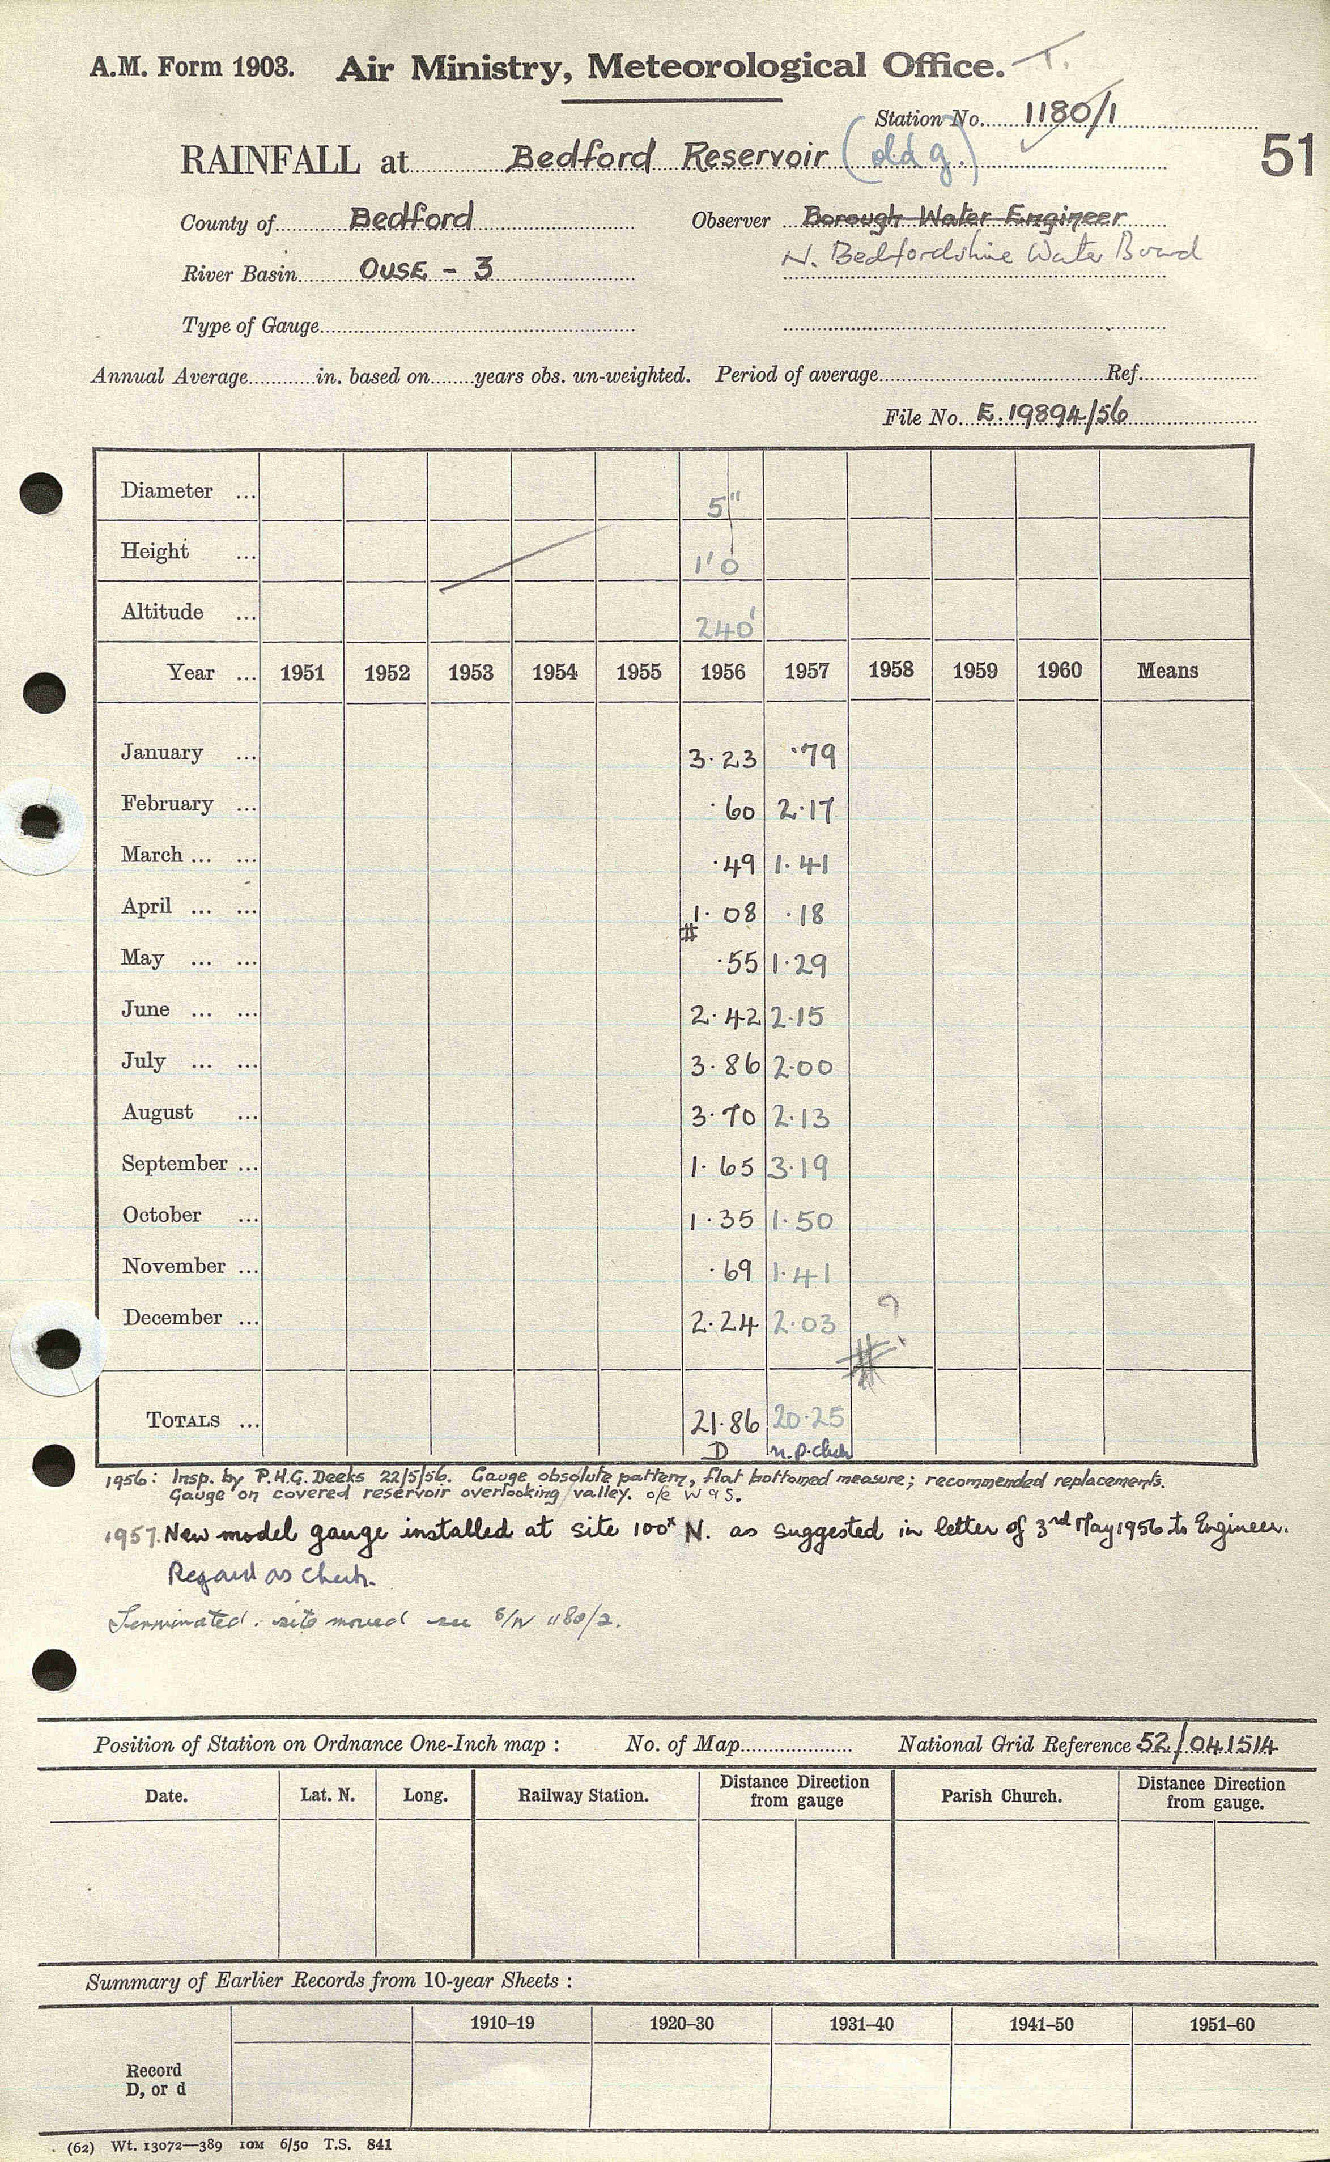 A.M. Form 1903. Air Ministry, Meteorological Office. T.
Station No. 1180/1
RAINFALL at Bedford Reservoir (old g.) 51
County of Bedford Observer Borough Water Engineer
N. Bedfordshire Water Board
River Basin OUSE - 3
Type of Gauge
Annual Average in. based on years obs. un-weighted. Period of average Ref.
File No. E.19894/56
Diameter ... 5"
Height ... 1'0
Altitude ... 240'
Year ... 1951 1952 1953 1954 1955 1956 1957 1958 1959 1960 Means
January ... 3.23 .79
February ... .60 2.17
March ... ... .49 1.41
April ... ... 1.08 .18
May ... ... .55 1.29
June ... ... 2.42 2.15
July ... ... 3.86 2.00
August ... 3.70 2.13
September ... 1.65 3.19
October ... 1.35 1.50
November ... .69 1.41
December ... 2.24 2.03
TOTALS ... 21.86 20.25
D n.p. check
1956: Insp. by P.H.G. Deeks 22/5/56. Gauge absolute pattern, flat bottomed measure; recommended replacements.
Gauge on covered reservoir overlooking valley. o/e W 9 S.
1957. New model gauge installed at site 100x N. as suggested in letter of 3rd May 1956 to Engineer.
Regard as Check.
Terminated. site moved see S/N 1180/2.
Position of Station on Ordnance One-Inch map : No. of Map National Grid Reference 52/041514
Date. Lat. N. Long. Railway Station. Distance Direction from gauge Parish Church. Distance Direction from gauge.
Summary of Earlier Records from 10-year Sheets :
1910–19 1920–30 1931–40 1941–50 1951–60
Record
D, or d
(62) Wt. 13072—389 10M 6/50 T.S. 841